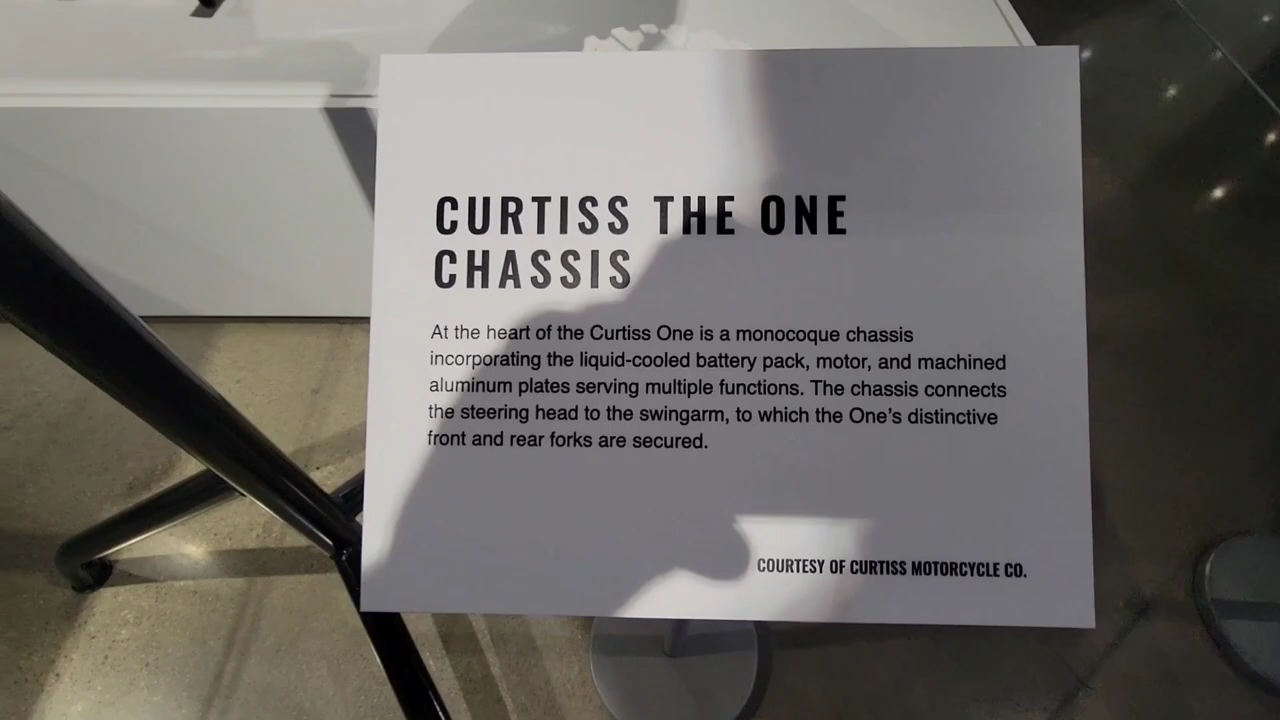 CURTISS THE ONE
CHASSIS
At the heart of the Curtiss One is a monocoque chassis
incorporating the liquid-cooled battery pack, motor, and machined
aluminum plates serving multiple functions. The chassis connects
the steering head to the swingarm, to which the One’s distinctive
front and rear forks are secured.
COURTESY OF CURTISS MOTORCYCLE CO.